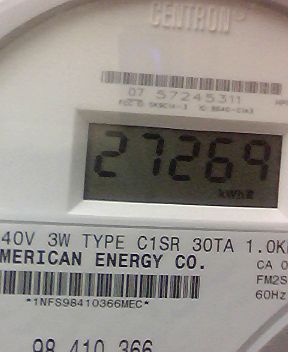 CENTRON®
07 57245311
27269
kWh
40V 3W TYPE C1SR 30TA 1.0K
MERICAN ENERGY CO.
CA 0
FM2S
60Hz
*1NFS98410366MEC*
98 410 366